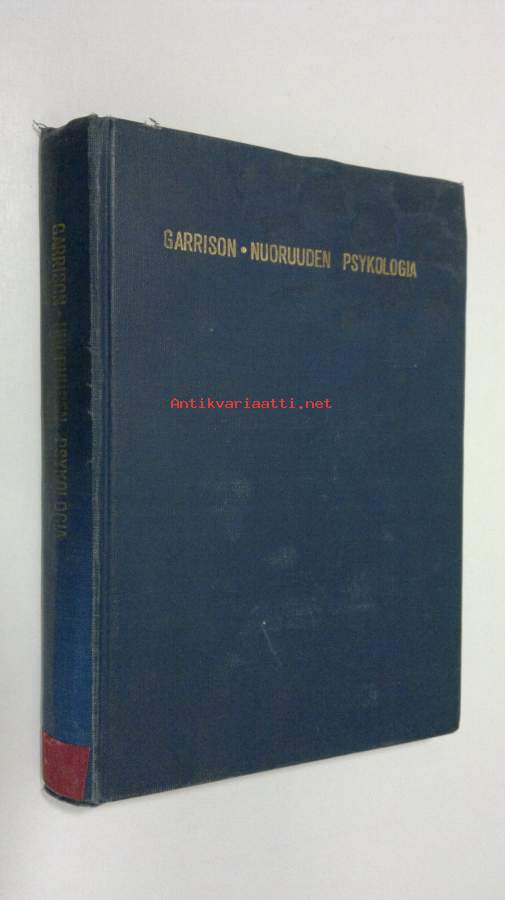 GARRISON • NUORUUDEN PSYKOLOGIA
Antikvariaatti.net
GARRISON • NUORUUDEN PSYKOLOGIA